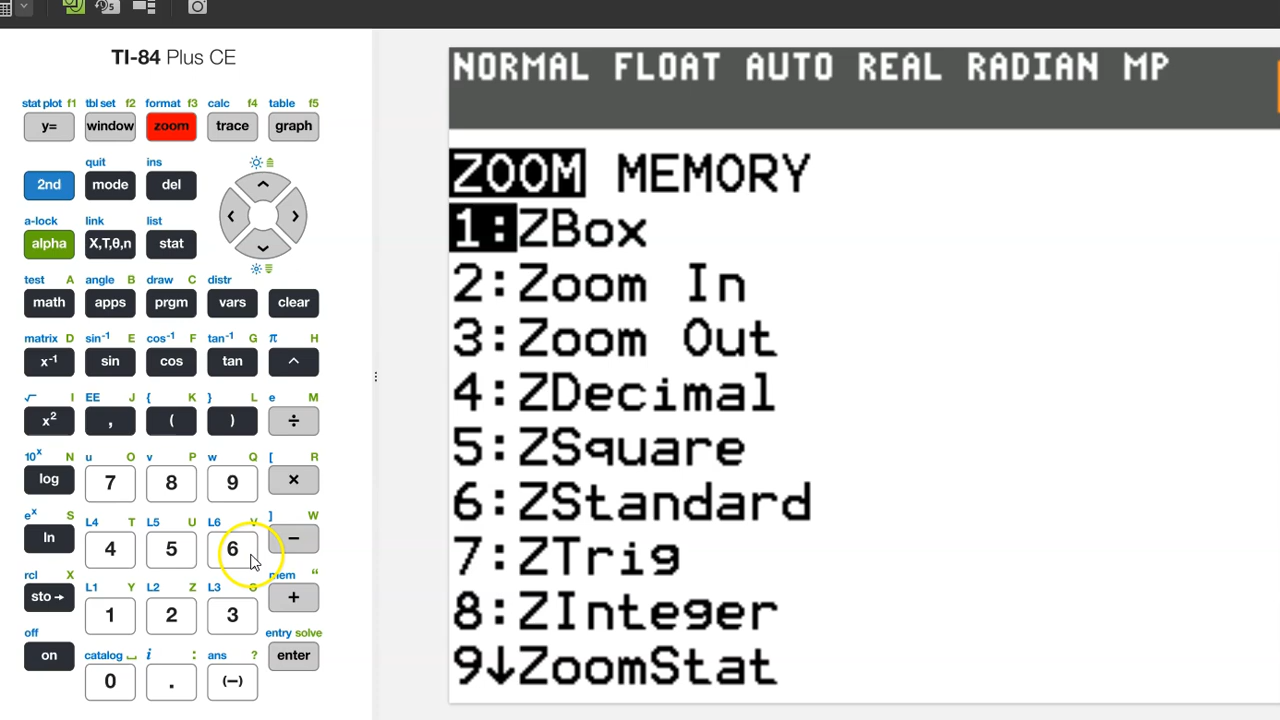 TI-84 Plus CE
stat plot f1 tbl set f2 format f3 calc f4 table f5
y= window zoom trace graph
quit ins
2nd mode del
a-lock link list
alpha X,T,θ,n stat
test A angle B draw C distr
math apps prgm vars clear
matrix D sin⁻¹ E cos⁻¹ F tan⁻¹ G π H
x⁻¹ sin cos tan ^
√ I EE J { K } L e M
x² , ( ) ÷
10ˣ N u O v P w Q [ R
log 7 8 9 ×
eˣ S L4 T L5 U L6 V ] W
ln 4 5 6 −
rcl X L1 Y L2 Z L3 mem “
sto→ 1 2 3 +
off catalog i : ans ? entry solve
on 0 . (−) enter
NORMAL FLOAT AUTO REAL RADIAN MP
ZOOM MEMORY
1:ZBox
2:Zoom In
3:Zoom Out
4:ZDecimal
5:ZSquare
6:ZStandard
7:ZTrig
8:ZInteger
9↓ZoomStat